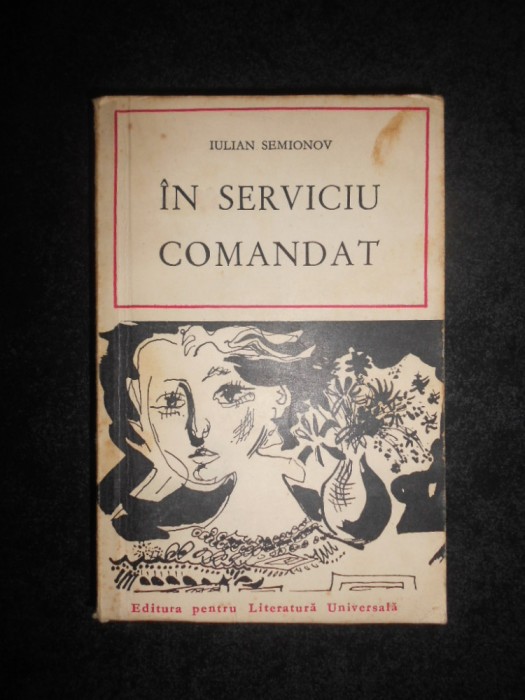 IULIAN SEMIONOV
ÎN SERVICIU
COMANDAT
Editura pentru Literatură Universală